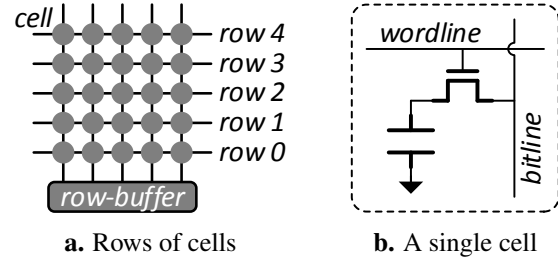 cell
row 4
row 3
row 2
row 1
row 0
row-buffer
a. Rows of cells
wordline
bitline
b. A single cell